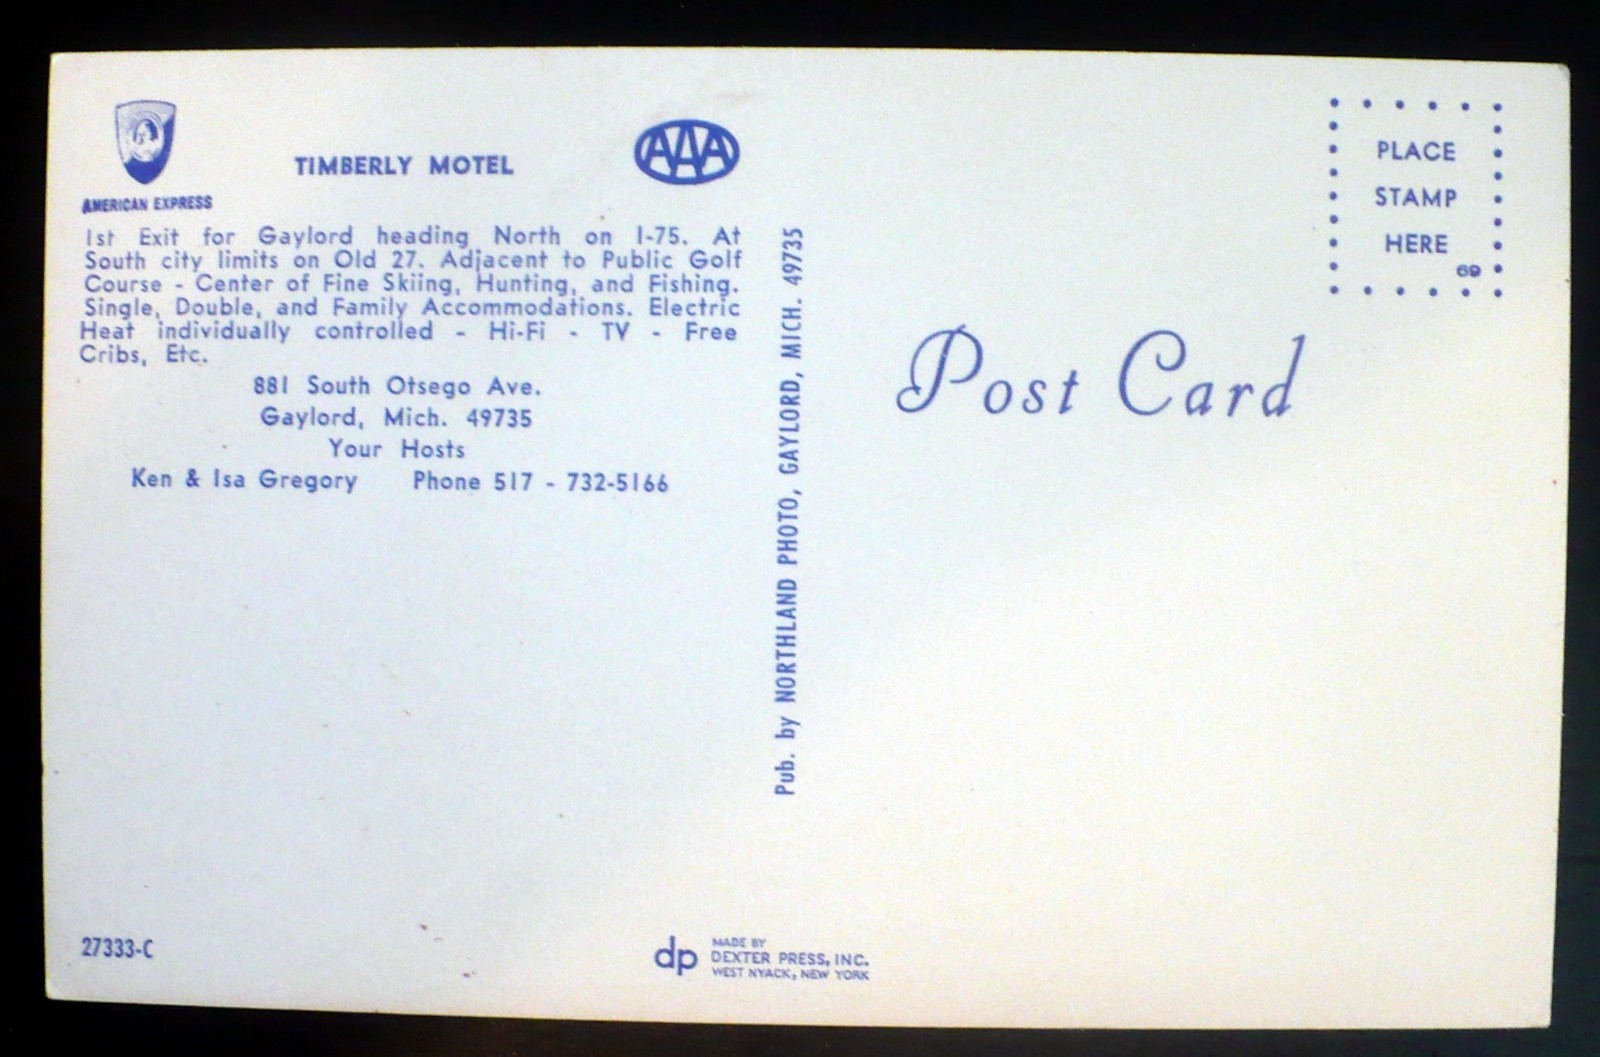 AMERICAN EXPRESS
TIMBERLY MOTEL
AAA
1st Exit for Gaylord heading North on I-75. At
South city limits on Old 27. Adjacent to Public Golf
Course - Center of Fine Skiing, Hunting, and Fishing.
Single, Double, and Family Accommodations. Electric
Heat individually controlled - Hi-Fi - TV - Free
Cribs, Etc.
881 South Otsego Ave.
Gaylord, Mich. 49735
Your Hosts
Ken & Isa Gregory Phone 517 - 732-5166
27333-C
Pub. by NORTHLAND PHOTO, GAYLORD, MICH. 49735
dp
MADE BY
DEXTER PRESS, INC.
WEST NYACK, NEW YORK
PLACE
STAMP
HERE
69
Post Card